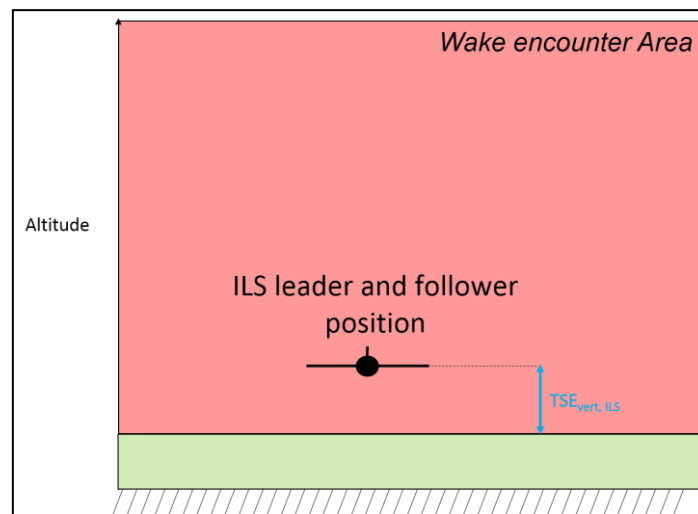 Wake encounter Area
Altitude
ILS leader and follower
position
TSEvert, ILS